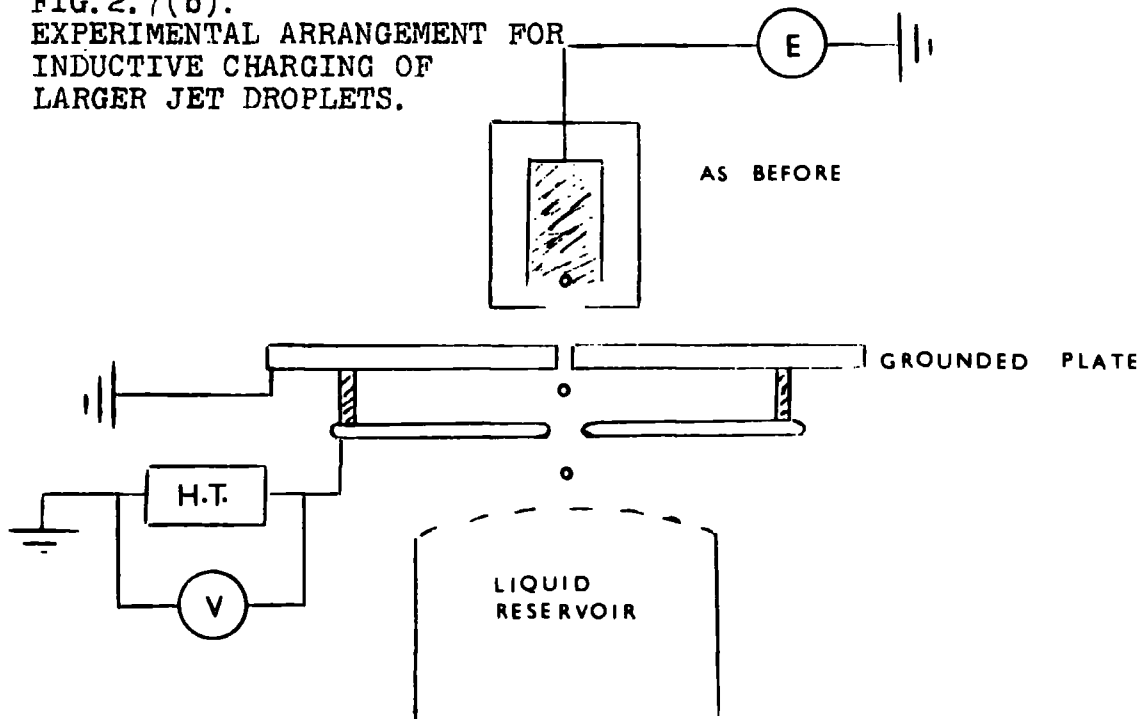 FIG.2.7(b).
EXPERIMENTAL ARRANGEMENT FOR
INDUCTIVE CHARGING OF
LARGER JET DROPLETS.
E
AS BEFORE
GROUNDED PLATE
H.T.
V
LIQUID
RESERVOIR